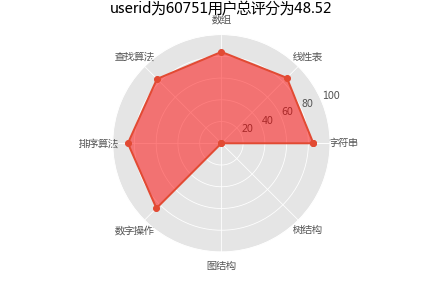 userid为60751用户总评分为48.52
数组
查找算法
线性表
100
80
60
40
20
排序算法
字符串
数字操作
树结构
图结构